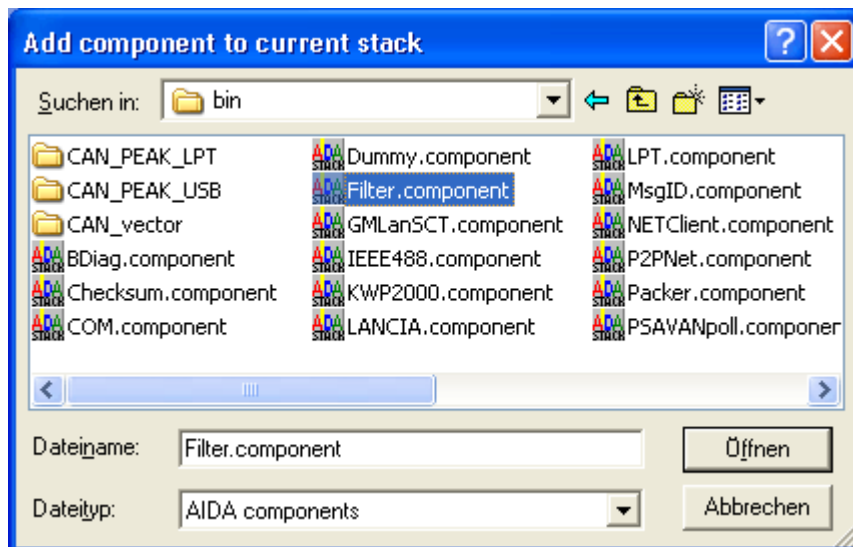 Add component to current stack
Suchen in: bin
CAN_PEAK_LPT Dummy.component LPT.component
CAN_PEAK_USB Filter.component MsgID.component
CAN_vector GMLanSCT.component NETClient.component
BDiag.component IEEE488.component P2PNet.component
Checksum.component KWP2000.component Packer.component
COM.component LANCIA.component PSAVANpoll.componer
Dateiname: Filter.component Öffnen
Dateityp: AIDA components Abbrechen